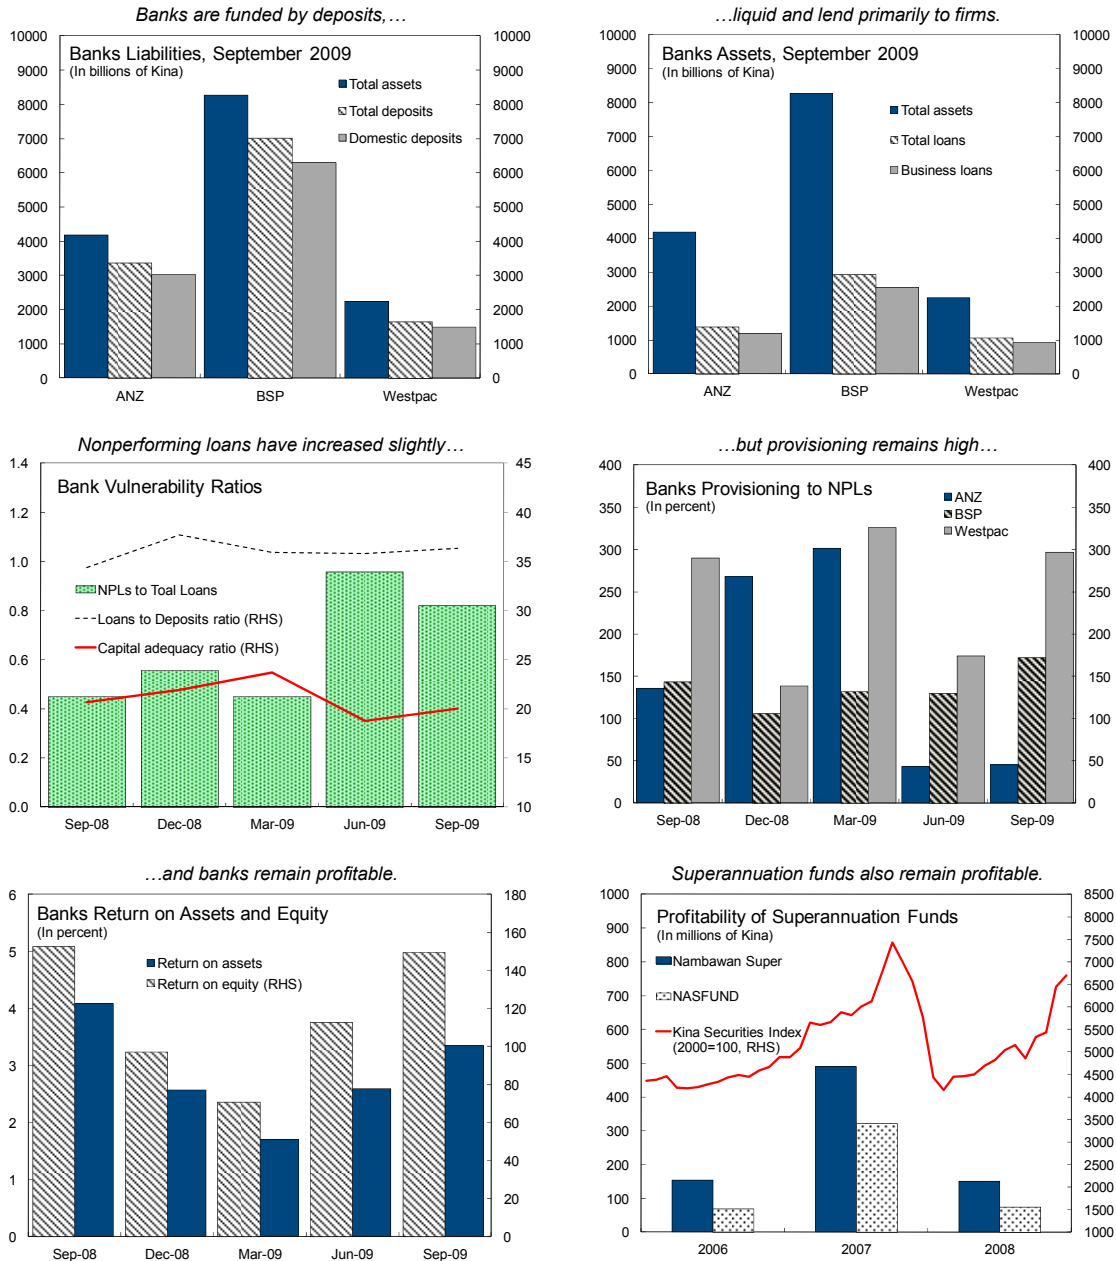 Banks are funded by deposits,…
Banks Liabilities, September 2009
(In billions of Kina)
Total assets
Total deposits
Domestic deposits
10000
9000
8000
7000
6000
5000
4000
3000
2000
1000
0
10000
9000
8000
7000
6000
5000
4000
3000
2000
1000
0
ANZ BSP Westpac
…liquid and lend primarily to firms.
Banks Assets, September 2009
(In billions of Kina)
Total assets
Total loans
Business loans
10000
9000
8000
7000
6000
5000
4000
3000
2000
1000
0
10000
9000
8000
7000
6000
5000
4000
3000
2000
1000
0
ANZ BSP Westpac
Nonperforming loans have increased slightly…
Bank Vulnerability Ratios
NPLs to Toal Loans
Loans to Deposits ratio (RHS)
Capital adequacy ratio (RHS)
1.4
1.2
1.0
0.8
0.6
0.4
0.2
0.0
45
40
35
30
25
20
15
10
Sep-08 Dec-08 Mar-09 Jun-09 Sep-09
…but provisioning remains high…
Banks Provisioning to NPLs
(In percent)
ANZ
BSP
Westpac
400
350
300
250
200
150
100
50
0
400
350
300
250
200
150
100
50
0
Sep-08 Dec-08 Mar-09 Jun-09 Sep-09
…and banks remain profitable.
Banks Return on Assets and Equity
(In percent)
Return on assets
Return on equity (RHS)
6
5
4
3
2
1
0
180
160
140
120
100
80
60
40
20
0
Sep-08 Dec-08 Mar-09 Jun-09 Sep-09
Superannuation funds also remain profitable.
Profitability of Superannuation Funds
(In millions of Kina)
Nambawan Super
NASFUND
Kina Securities Index
(2000=100, RHS)
1000
900
800
700
600
500
400
300
200
100
0
8500
8000
7500
7000
6500
6000
5500
5000
4500
4000
3500
3000
2500
2000
1500
1000
2006 2007 2008